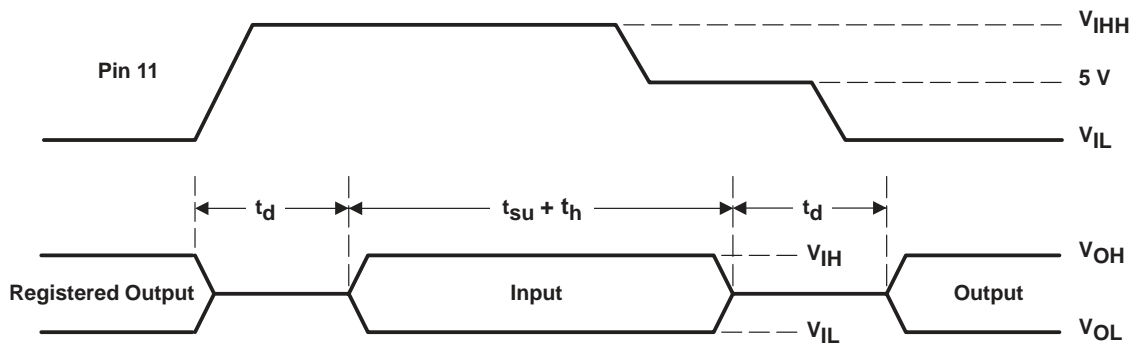 V_IHH
Pin 11
5 V
V_IL
t_d
t_su + t_h
t_d
V_IH
V_OH
Registered Output
Input
Output
V_IL
V_OL